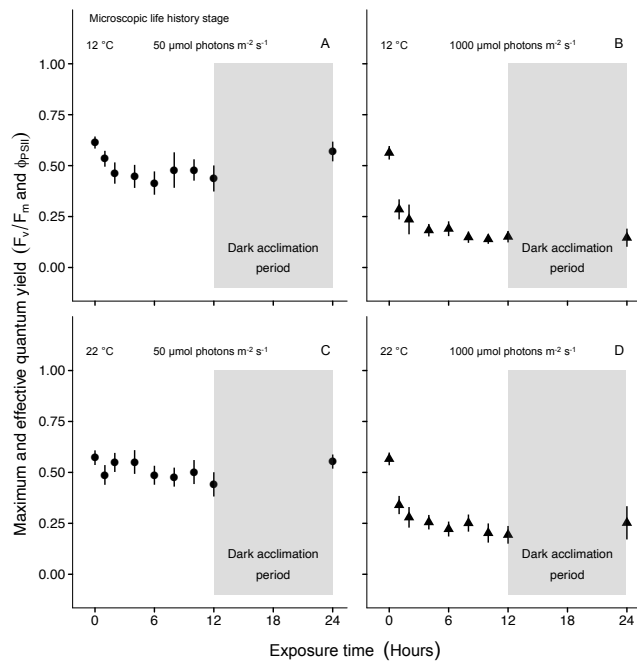 Microscopic life history stage
12 °C 50 µmol photons m⁻² s⁻¹ A
12 °C 1000 µmol photons m⁻² s⁻¹ B
1.00
0.75
0.50
0.25
0.00
Dark acclimation
period
Dark acclimation
period
22 °C 50 µmol photons m⁻² s⁻¹ C
22 °C 1000 µmol photons m⁻² s⁻¹ D
1.00
0.75
0.50
0.25
0.00
Dark acclimation
period
Dark acclimation
period
0 6 12 18 24
0 6 12 18 24
Maximum and effective quantum yield (Fᵥ/Fₘ and ϕPSII)
Exposure time (Hours)